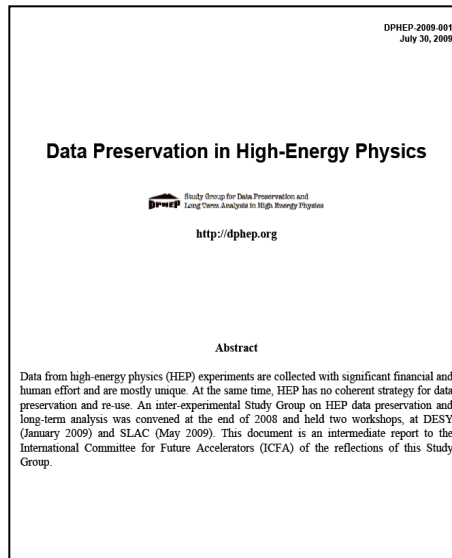 DPHEP-2009-001
July 30, 2009
Data Preservation in High-Energy Physics
DPHEP Study Group for Data Preservation and
Long Term Analysis in High Energy Physics
http://dphep.org
Abstract
Data from high-energy physics (HEP) experiments are collected with significant financial and
human effort and are mostly unique. At the same time, HEP has no coherent strategy for data
preservation and re-use. An inter-experimental Study Group on HEP data preservation and
long-term analysis was convened at the end of 2008 and held two workshops, at DESY
(January 2009) and SLAC (May 2009). This document is an intermediate report to the
International Committee for Future Accelerators (ICFA) of the reflections of this Study
Group.